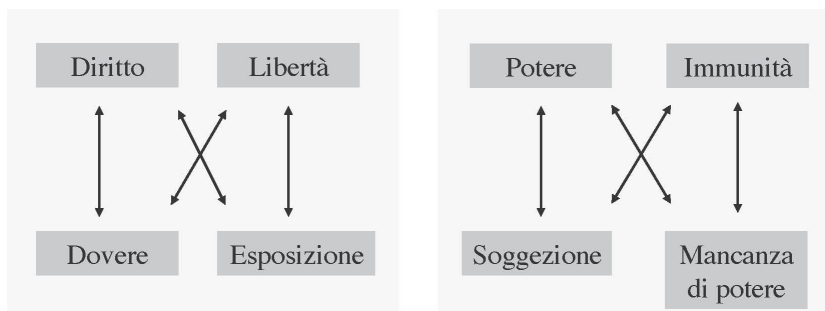 Diritto
Libertà
Potere
Immunità
Dovere
Esposizione
Soggezione
Mancanza
di potere